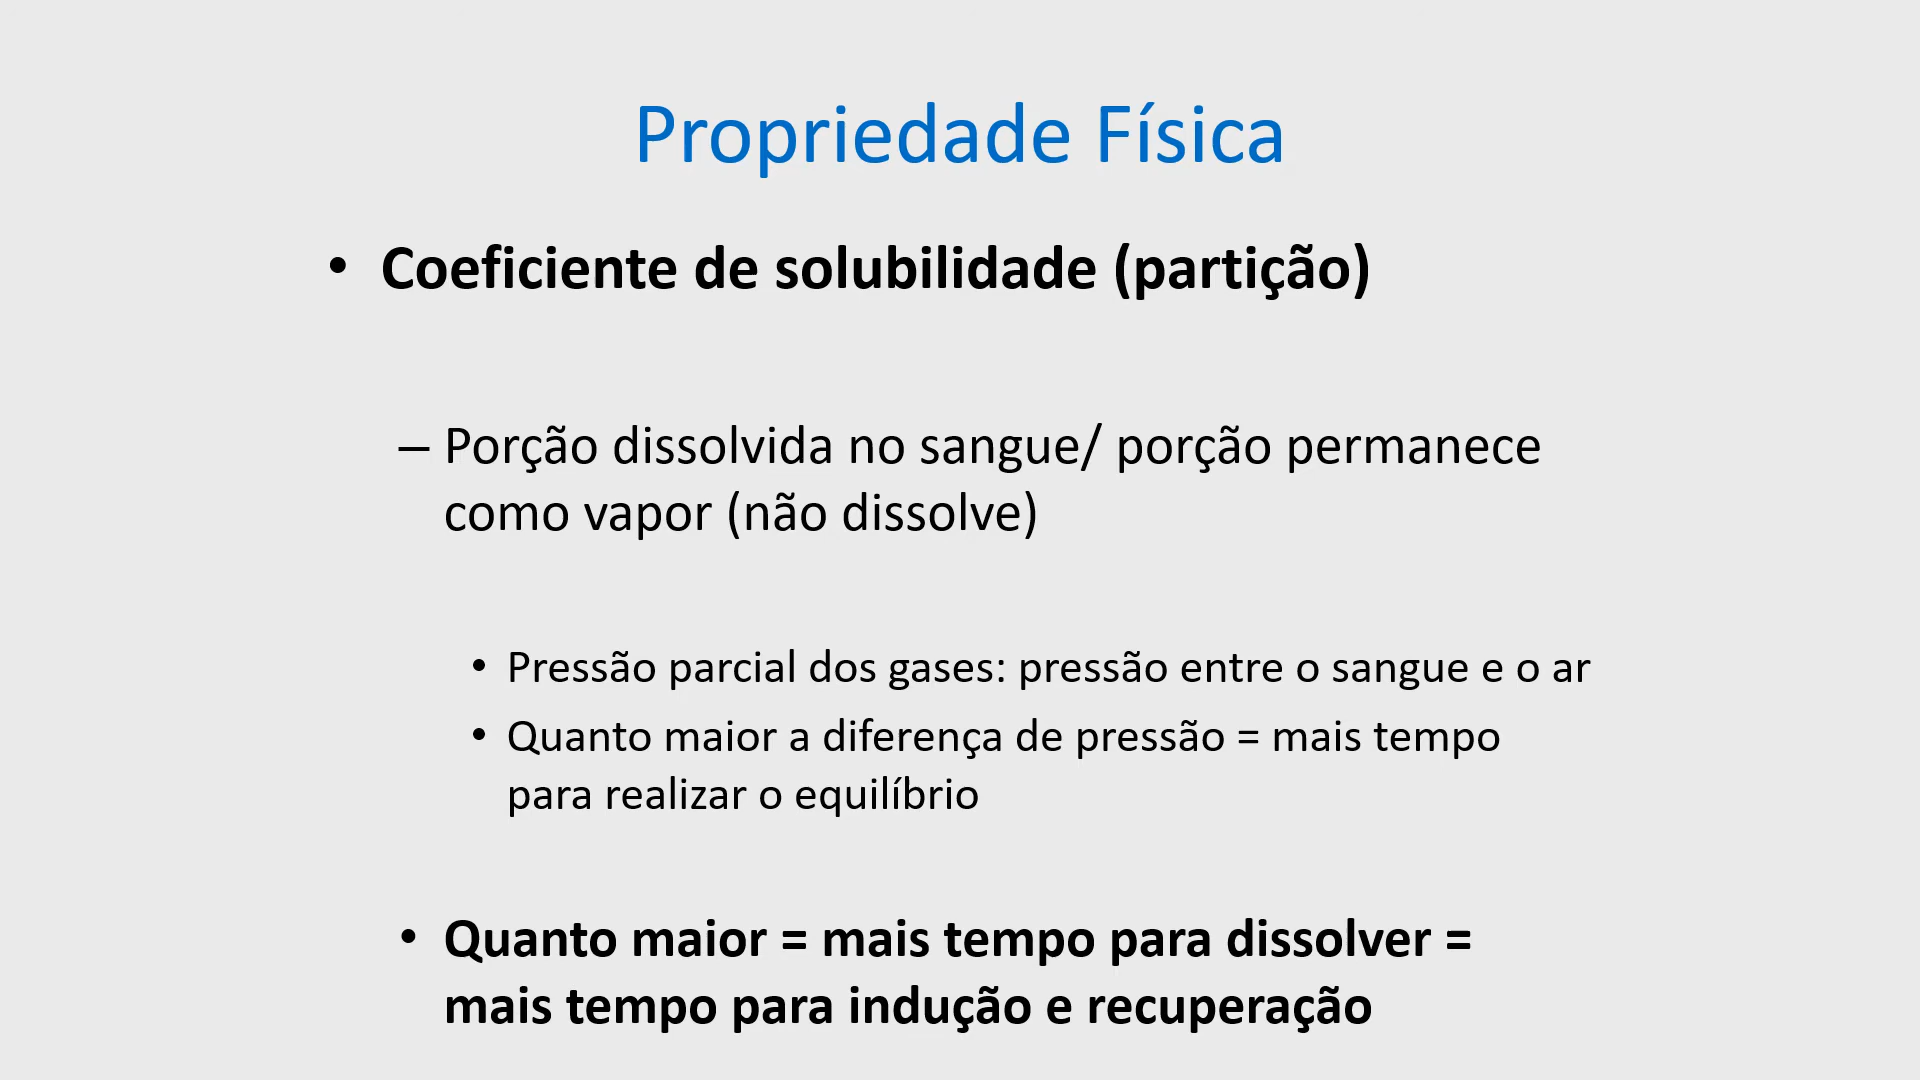 Propriedade Física
• Coeficiente de solubilidade (partição)
– Porção dissolvida no sangue/ porção permanece
como vapor (não dissolve)
• Pressão parcial dos gases: pressão entre o sangue e o ar
• Quanto maior a diferença de pressão = mais tempo
para realizar o equilíbrio
• Quanto maior = mais tempo para dissolver =
mais tempo para indução e recuperação